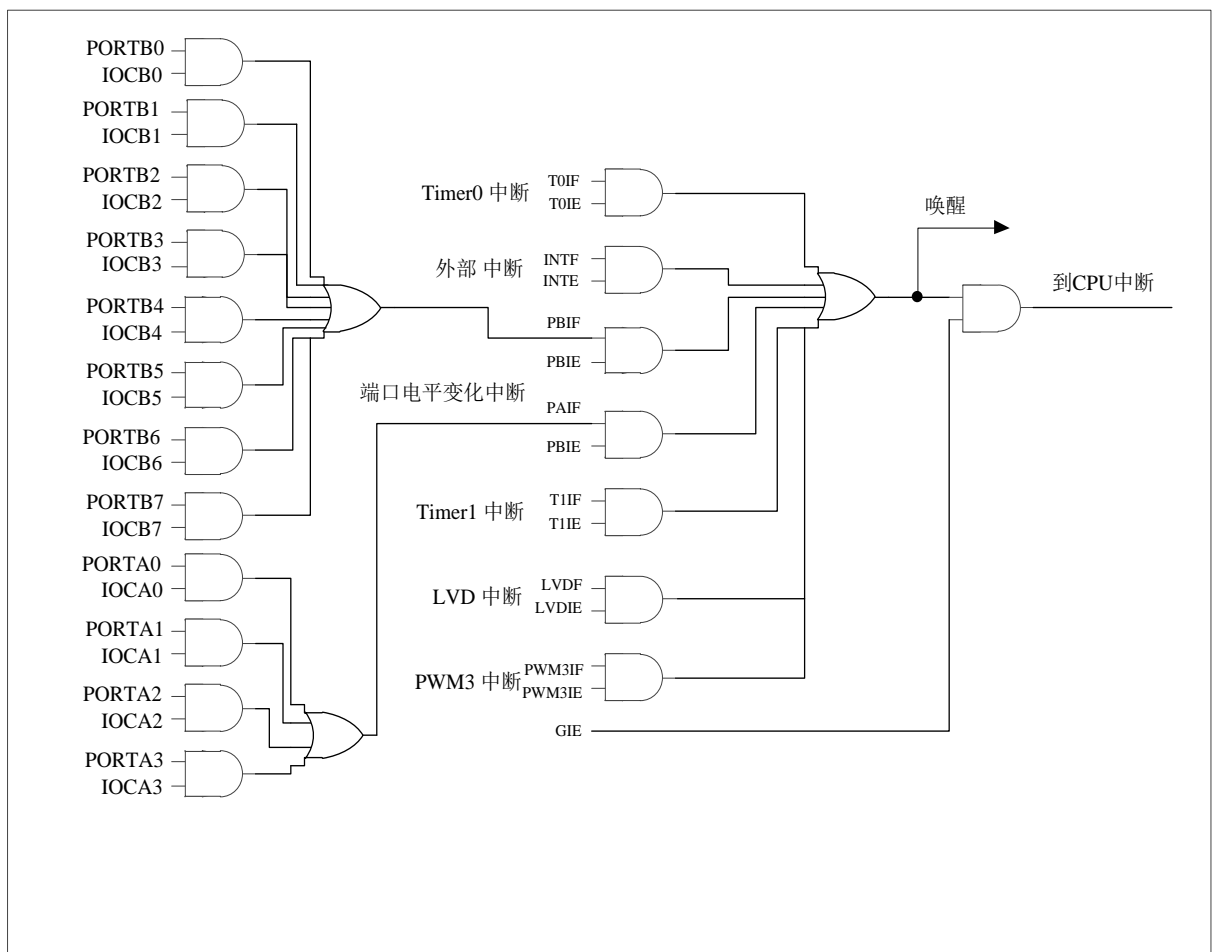 PORTB0
IOCB0
PORTB1
IOCB1
PORTB2
IOCB2
PORTB3
IOCB3
PORTB4
IOCB4
PORTB5
IOCB5
PORTB6
IOCB6
PORTB7
IOCB7
PORTA0
IOCA0
PORTA1
IOCA1
PORTA2
IOCA2
PORTA3
IOCA3
Timer0 中断
T0IF
T0IE
外部 中断
INTF
INTE
PBIF
PBIE
端口电平变化中断
PAIF
PBIE
Timer1 中断
T1IF
T1IE
LVD 中断
LVDF
LVDIE
PWM3 中断
PWM3IF
PWM3IE
GIE
唤醒
到CPU中断